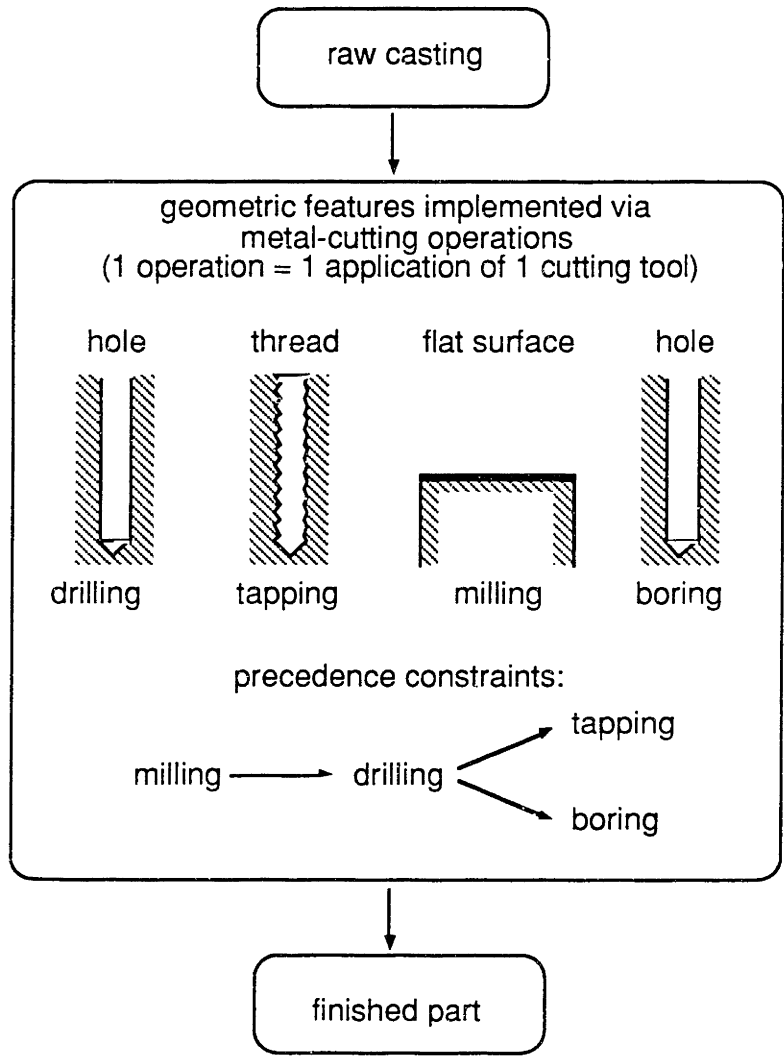 raw casting
geometric features implemented via
metal-cutting operations
(1 operation = 1 application of 1 cutting tool)
hole thread flat surface hole
drilling tapping milling boring
precedence constraints:
tapping
milling drilling
boring
finished part